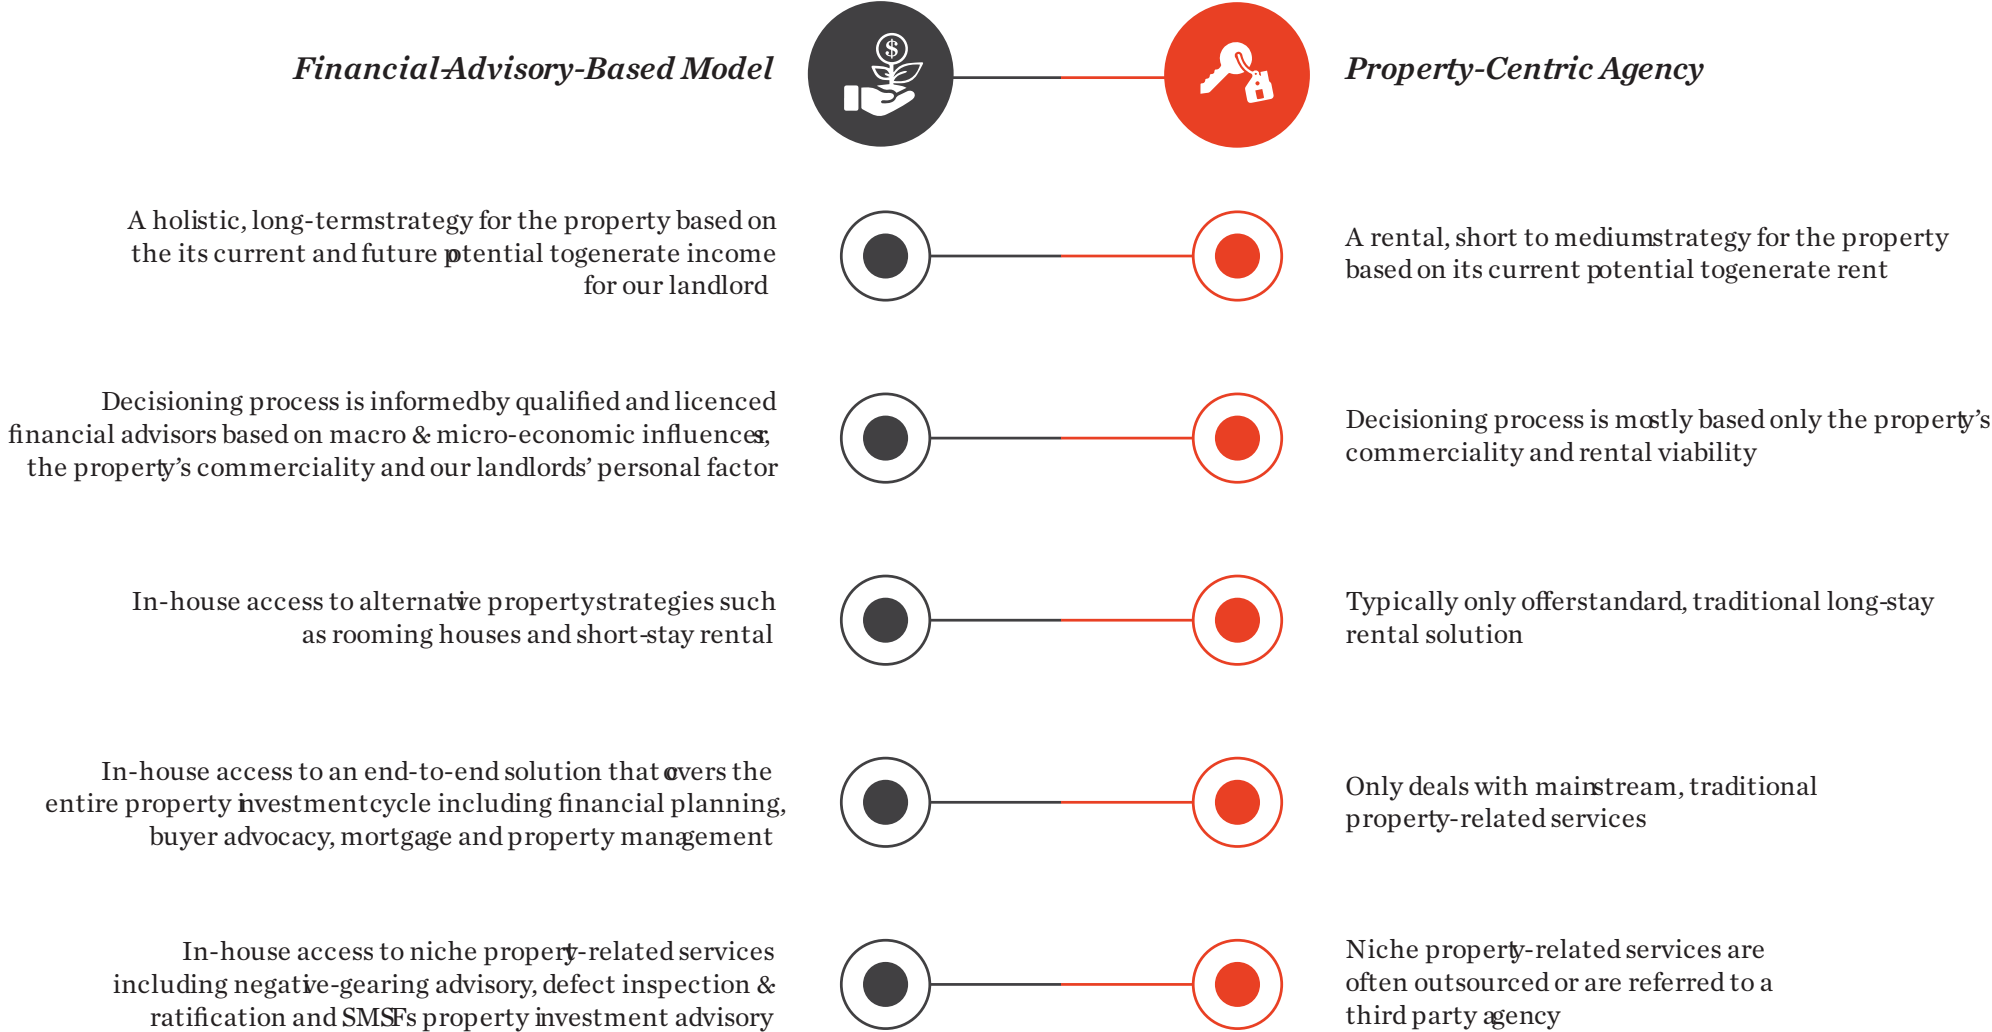 Financial-Advisory-Based Model
$
Property-Centric Agency
A holistic, long-term strategy for the property based on
the its current and future potential to generate income
for our landlord
A rental, short to medium strategy for the property
based on its current potential to generate rent
Decisioning process is informed by qualified and licenced
financial advisors based on macro & micro-economic influencers,
the property’s commerciality and our landlords’ personal factor
Decisioning process is mostly based only the property’s
commerciality and rental viability
In-house access to alternative property strategies such
as rooming houses and short-stay rental
Typically only offer standard, traditional long-stay
rental solution
In-house access to an end-to-end solution that covers the
entire property investment cycle including financial planning,
buyer advocacy, mortgage and property management
Only deals with mainstream, traditional
property-related services
In-house access to niche property-related services
including negative-gearing advisory, defect inspection &
ratification and SMSFs property investment advisory
Niche property-related services are
often outsourced or are referred to a
third party agency